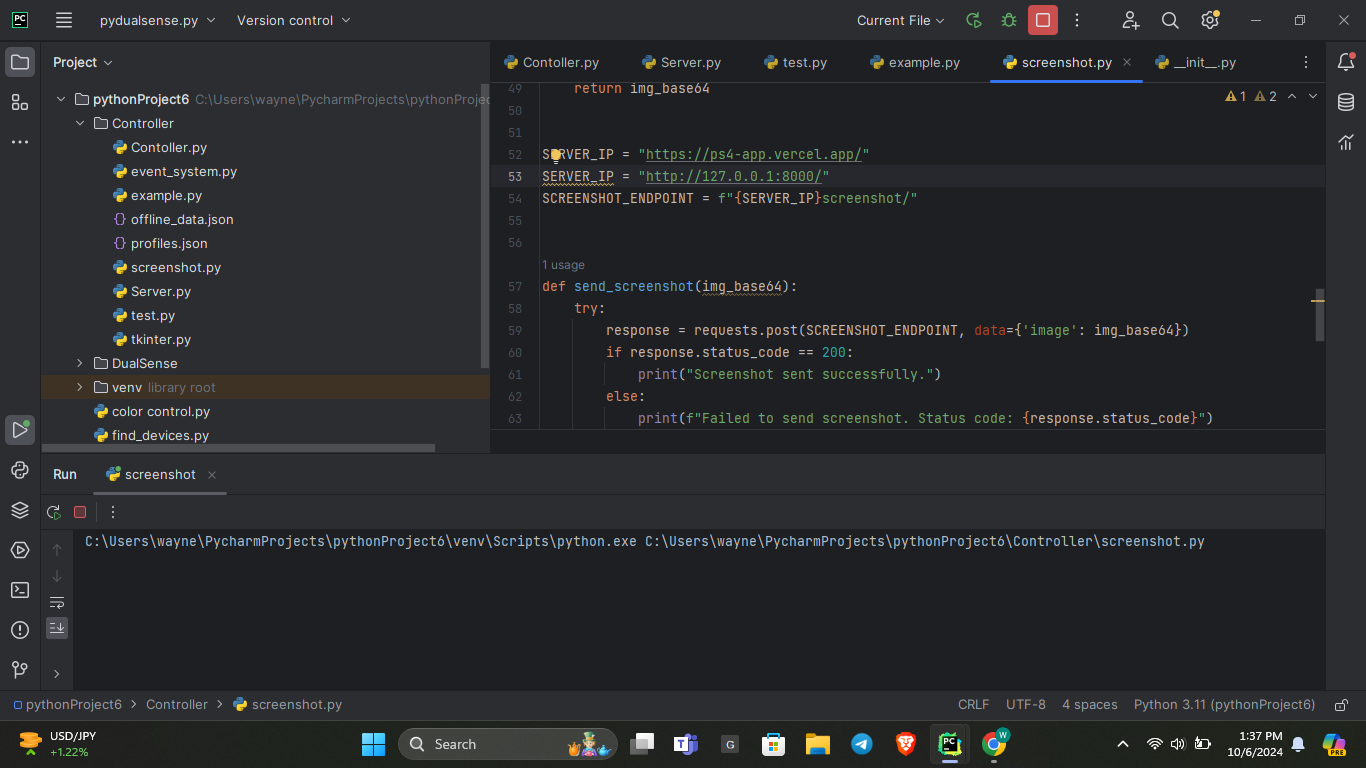 PC
pydualsense.py
Version control
Current File
Project
Contoller.py
Server.py
test.py
example.py
screenshot.py
__init__.py
pythonProject6 C:\Users\wayne\PycharmProjects\pythonProjec
Controller
Contoller.py
event_system.py
example.py
offline_data.json
profiles.json
screenshot.py
Server.py
test.py
tkinter.py
DualSense
venv library root
color control.py
find_devices.py
1 2
49 return img_base64
50
51
52 SERVER_IP = "https://ps4-app.vercel.app/"
53 SERVER_IP = "http://127.0.0.1:8000/"
54 SCREENSHOT_ENDPOINT = f"{SERVER_IP}screenshot/"
55
56
1 usage
57 def send_screenshot(img_base64):
58 try:
59 response = requests.post(SCREENSHOT_ENDPOINT, data={'image': img_base64})
60 if response.status_code == 200:
61 print("Screenshot sent successfully.")
62 else:
63 print(f"Failed to send screenshot. Status code: {response.status_code}")
Run
screenshot
C:\Users\wayne\PycharmProjects\pythonProject6\venv\Scripts\python.exe C:\Users\wayne\PycharmProjects\pythonProject6\Controller\screenshot.py
pythonProject6 > Controller > screenshot.py
CRLF UTF-8 4 spaces Python 3.11 (pythonProject6)
USD/JPY
+1.22%
Search
G
PC
W
1:37 PM
10/6/2024
PRE